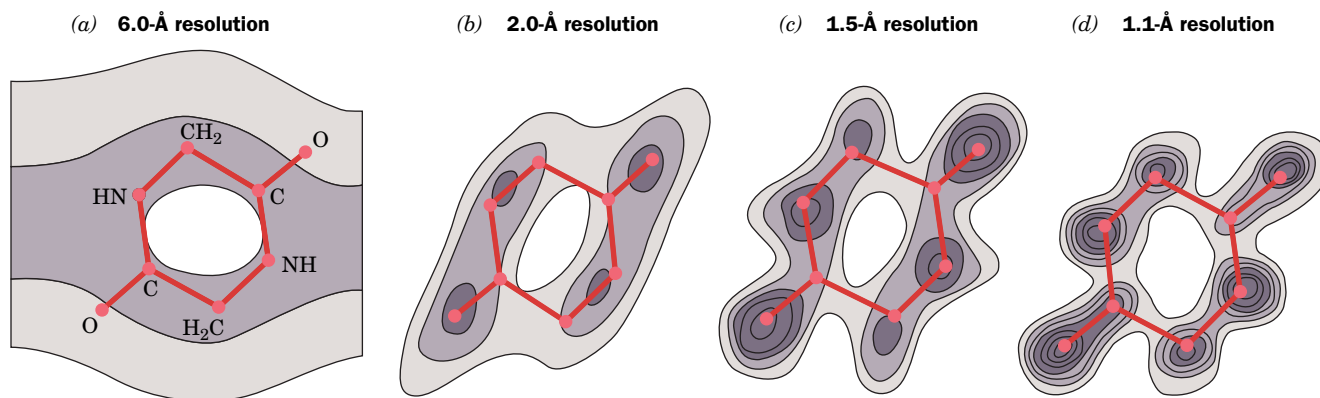 (a) 6.0-Å resolution
(b) 2.0-Å resolution
(c) 1.5-Å resolution
(d) 1.1-Å resolution
CH₂
O
HN
C
NH
C
O
H₂C